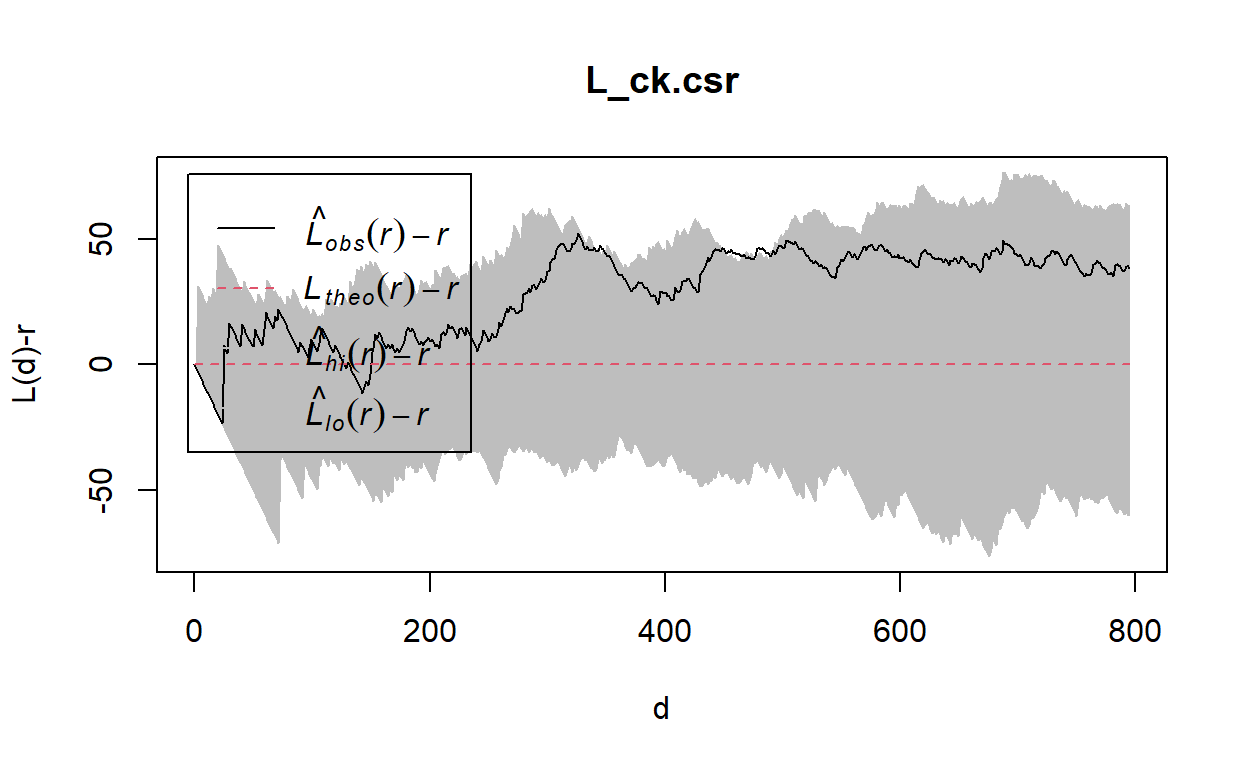 L_ck.csr
L(d)-r
50
0
-50
L̂obs(r) − r
Ltheo(r) − r
L̂hi(r) − r
L̂lo(r) − r
0 200 400 600 800
d